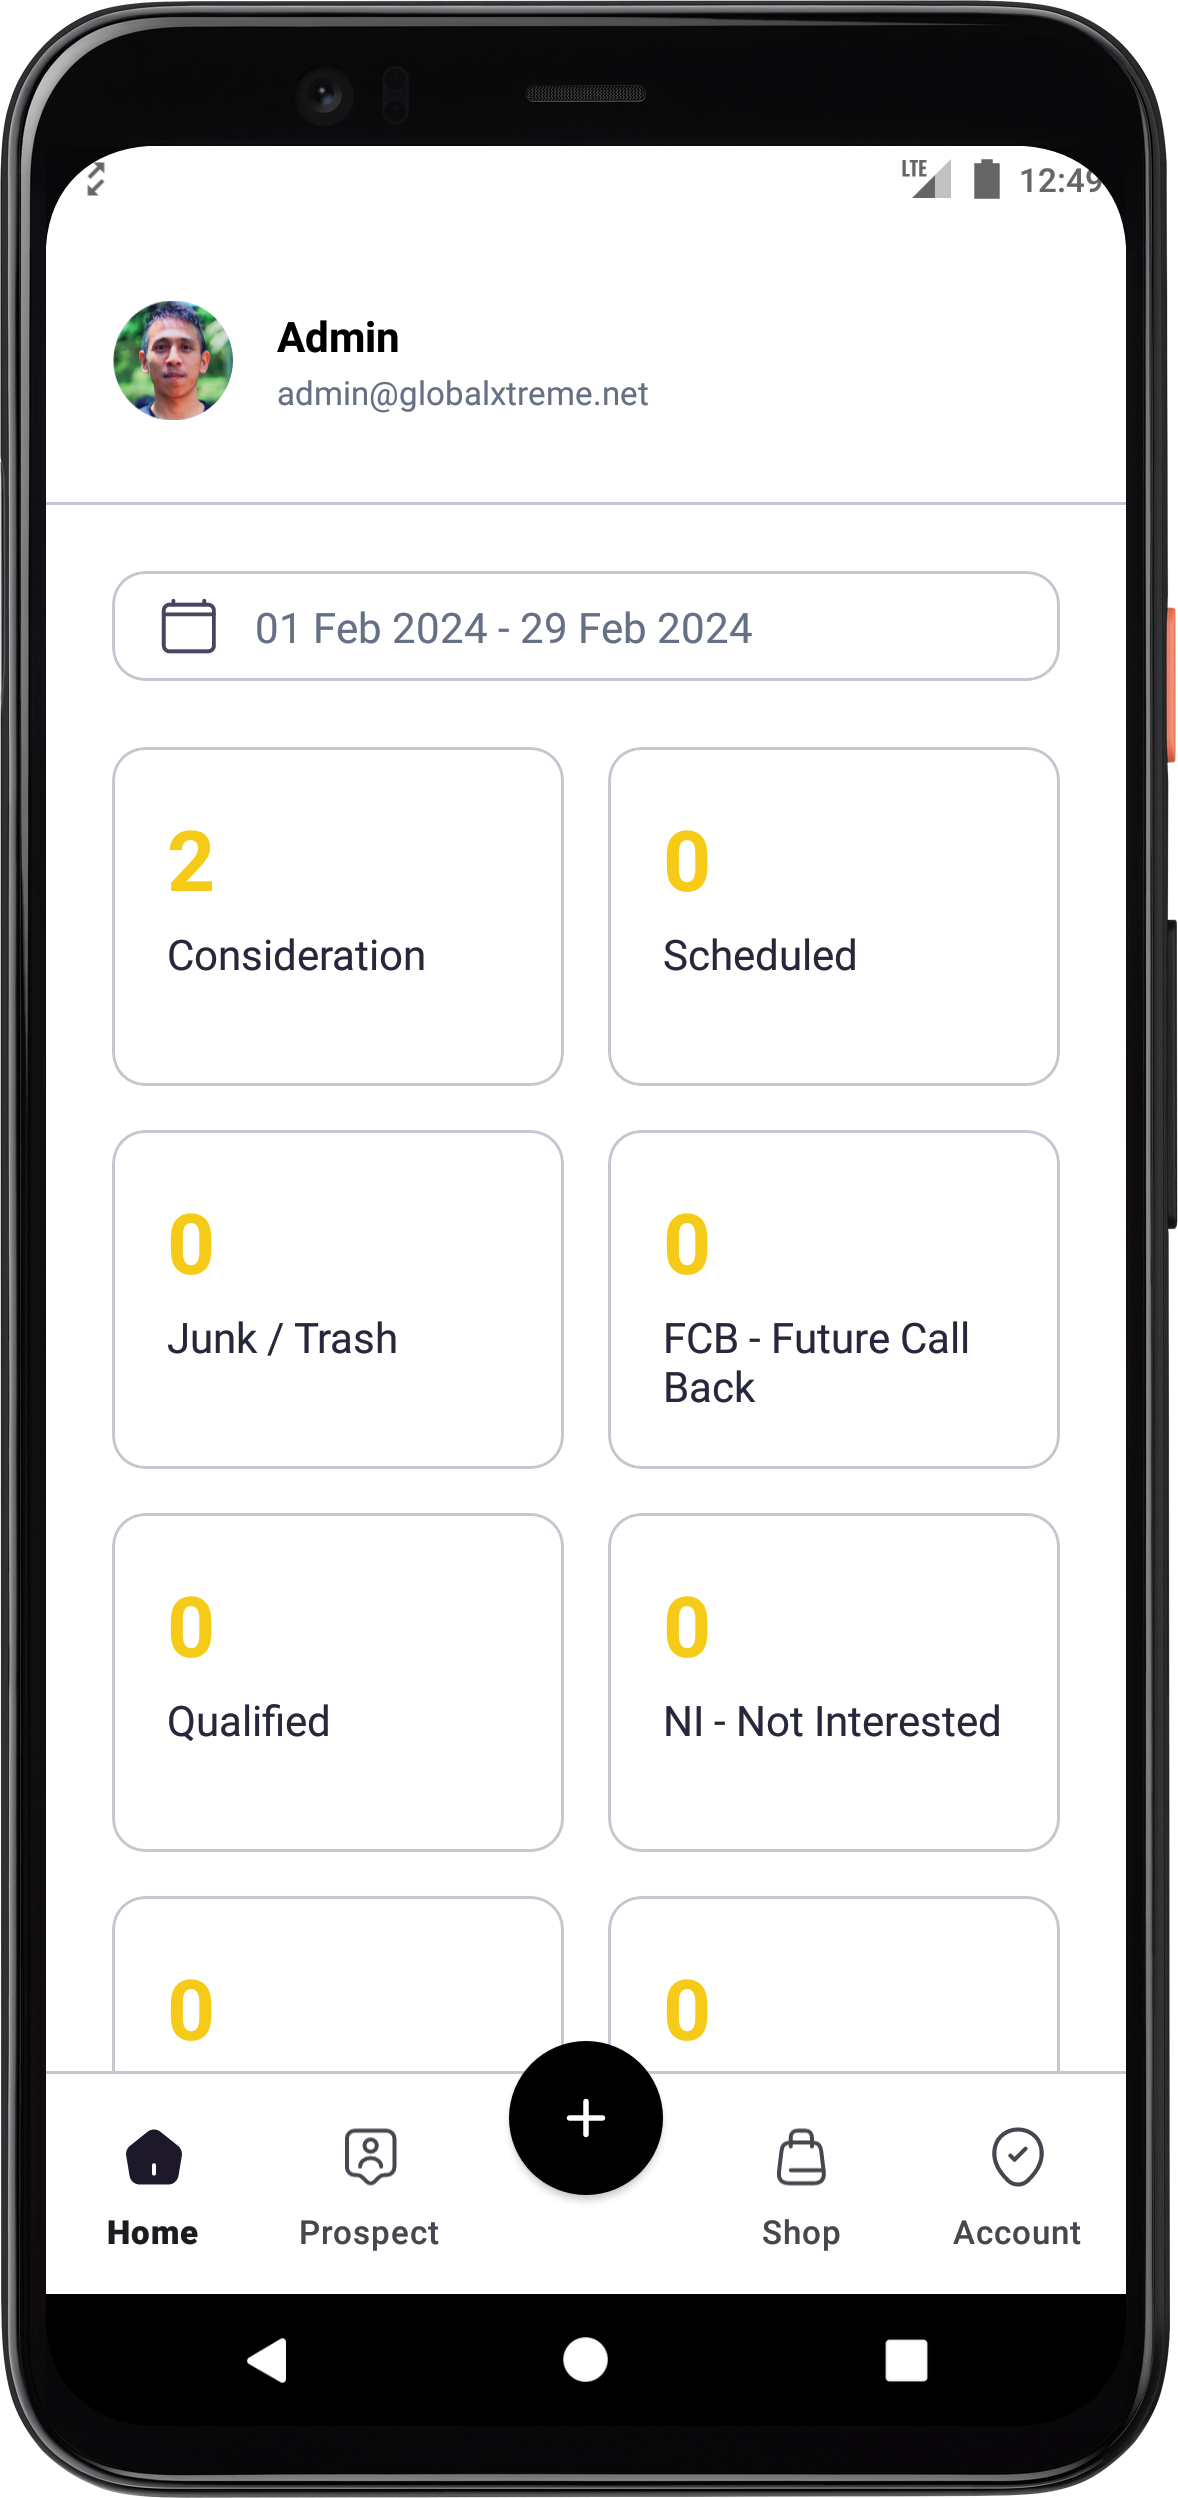 LTE 12:49
Admin
admin@globalxtreme.net
01 Feb 2024 - 29 Feb 2024
2
Consideration
0
Scheduled
0
Junk / Trash
0
FCB - Future Call
Back
0
Qualified
0
NI - Not Interested
0
0
Home
Prospect
Shop
Account